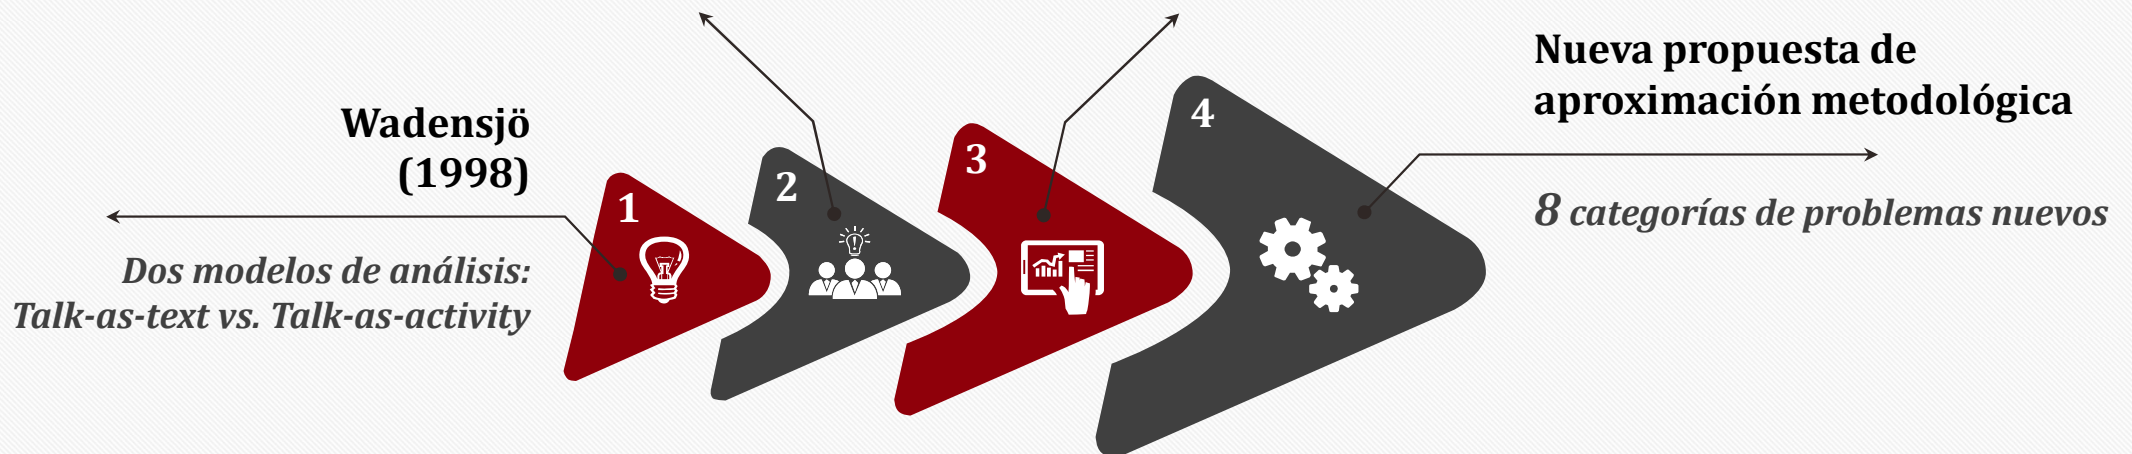 Wadensjö
(1998)
Dos modelos de análisis:
Talk-as-text vs. Talk-as-activity
1
2
3
4
Nueva propuesta de
aproximación metodológica
8 categorías de problemas nuevos